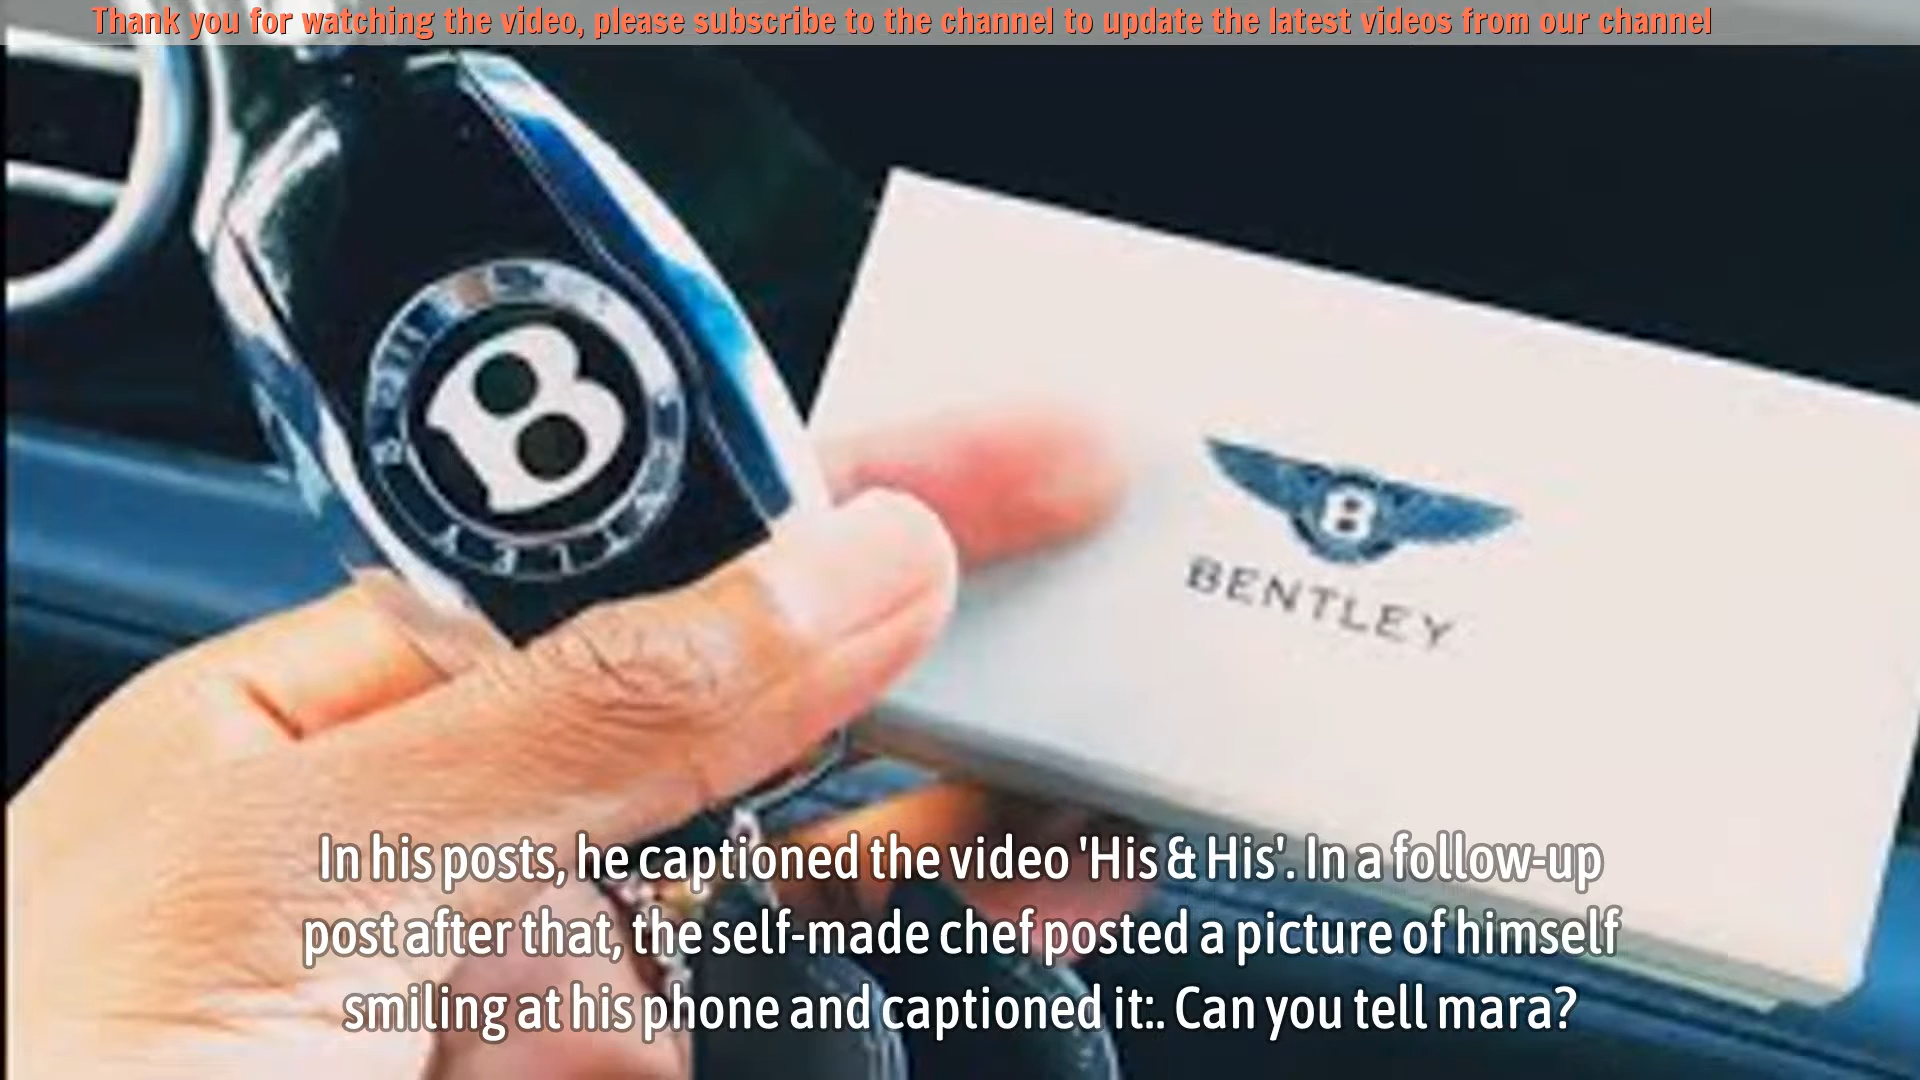 Thank you for watching the video, please subscribe to the channel to update the latest videos from our channel
B
BENTLEY
B
BENTLEY
In his posts, he captioned the video 'His & His'. In a follow-up
post after that, the self-made chef posted a picture of himself
smiling at his phone and captioned it:. Can you tell mara?